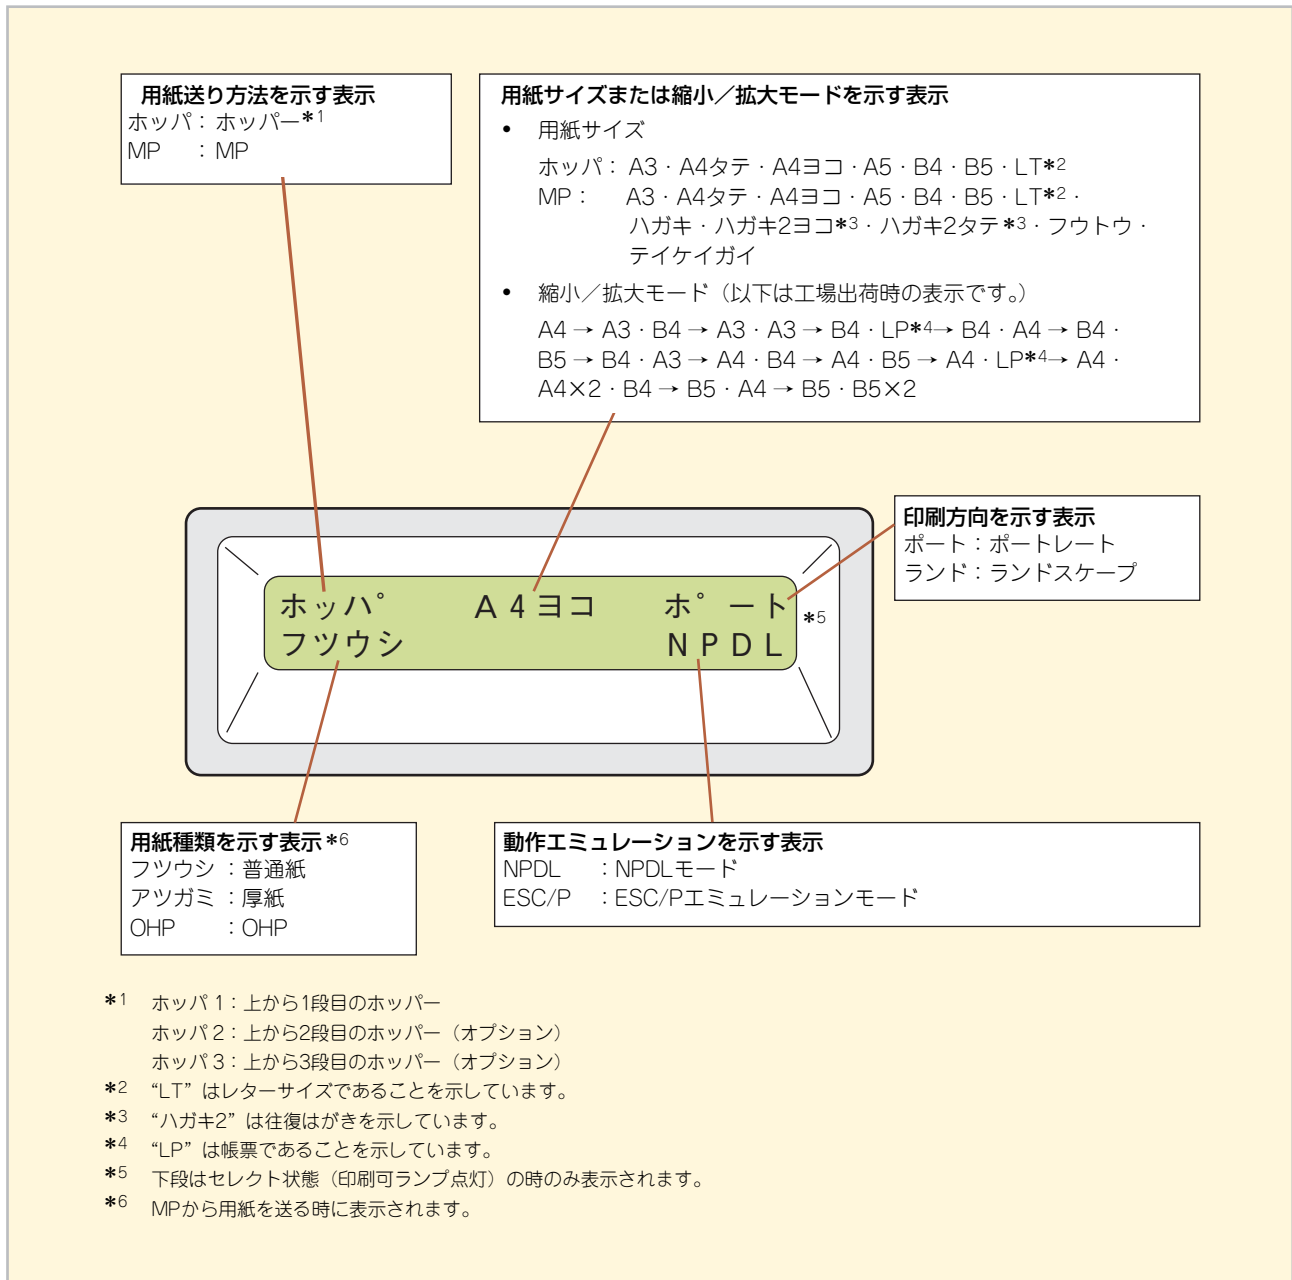 用紙送り方法を示す表示
ホッパ：ホッパー*1
MP ：MP
用紙サイズまたは縮小／拡大モードを示す表示
• 用紙サイズ
ホッパ：A3・A4タテ・A4ヨコ・A5・B4・B5・LT*2
MP： A3・A4タテ・A4ヨコ・A5・B4・B5・LT*2・
ハガキ・ハガキ2ヨコ*3・ハガキ2タテ*3・フウトウ・
テイケイガイ
• 縮小／拡大モード（以下は工場出荷時の表示です。）
A4 → A3・B4 → A3・A3 → B4・LP*4→ B4・A4 → B4・
B5 → B4・A3 → A4・B4 → A4・B5 → A4・LP*4→ A4・
A4×2・B4 → B5・A4 → B5・B5×2
印刷方向を示す表示
ポート：ポートレート
ランド：ランドスケープ
ホッハ゜ A4ヨコ ホ゜ート
*5
フツウシ NPDL
用紙種類を示す表示*6
フツウシ：普通紙
アツガミ：厚紙
OHP ：OHP
動作エミュレーションを示す表示
NPDL ：NPDLモード
ESC/P ：ESC/Pエミュレーションモード
*1 ホッパ 1：上から1段目のホッパー
ホッパ 2：上から2段目のホッパー（オプション）
ホッパ 3：上から3段目のホッパー（オプション）
*2 “LT”はレターサイズであることを示しています。
*3 “ハガキ2”は往復はがきを示しています。
*4 “LP”は帳票であることを示しています。
*5 下段はセレクト状態（印刷可ランプ点灯）の時のみ表示されます。
*6 MPから用紙を送る時に表示されます。